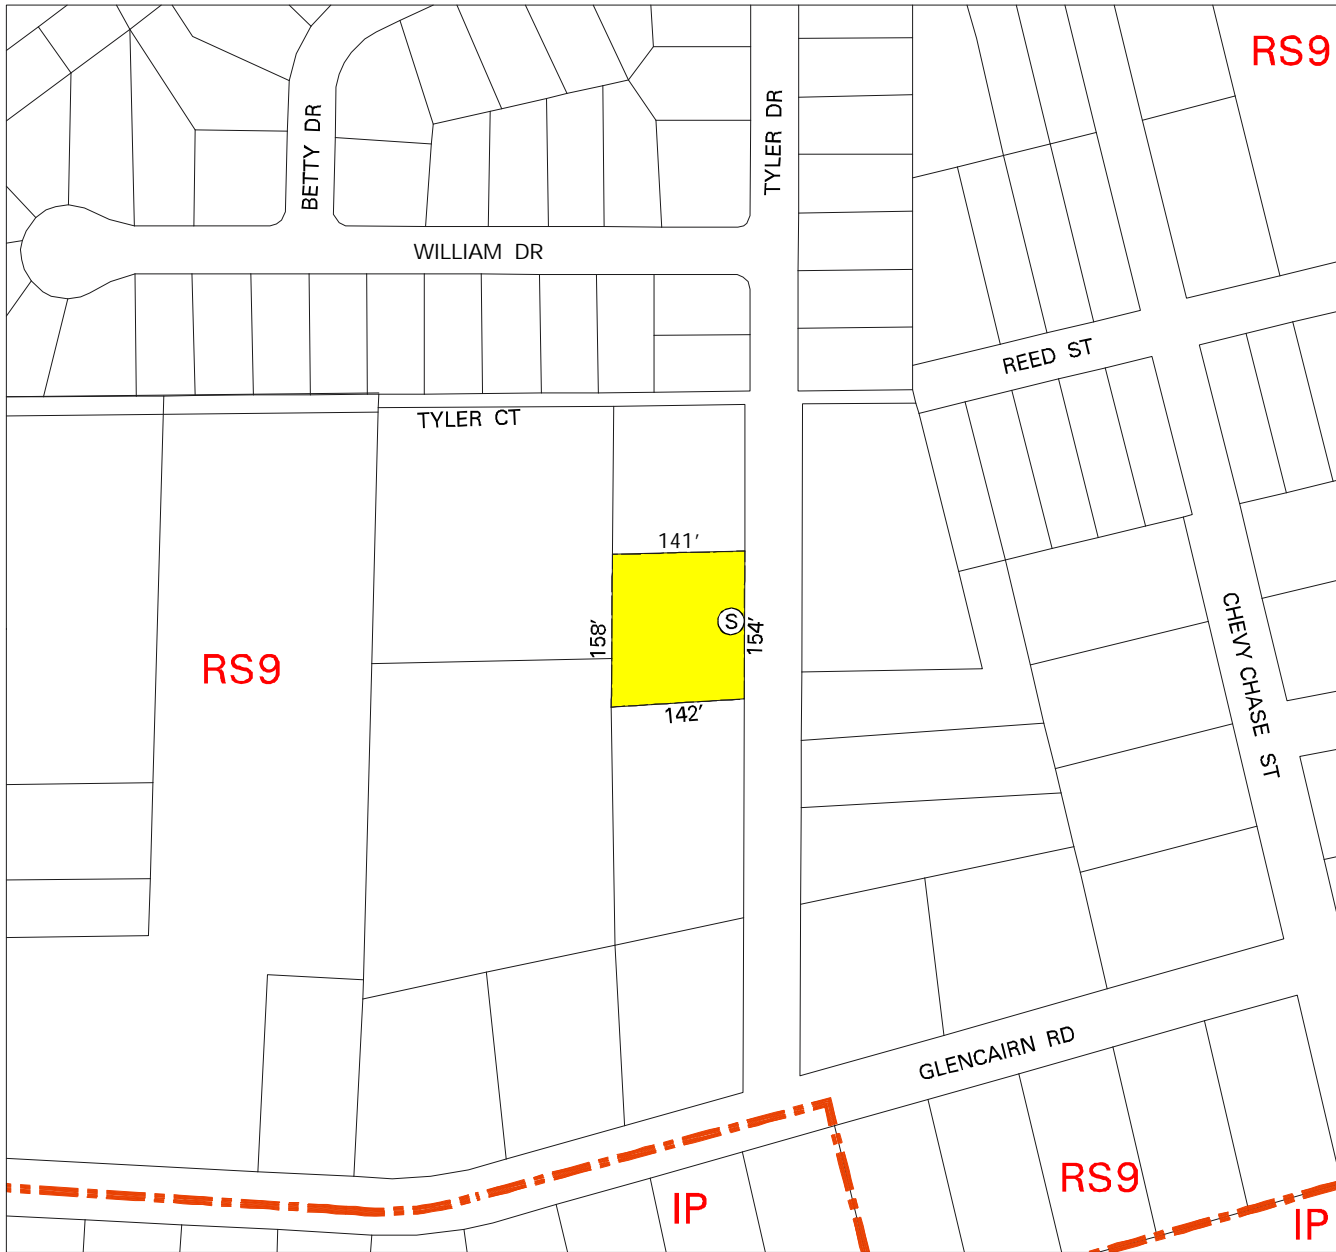 RS9
BETTY DR
TYLER DR
WILLIAM DR
REED ST
TYLER CT
141'
158'
S
154'
142'
RS9
CHEVY CHASE ST
GLENCAIRN RD
RS9
IP
IP